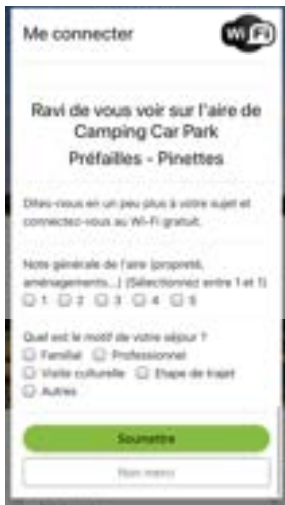 Me connecter
Wi Fi
Ravi de vous voir sur l'aire de
Camping Car Park
Préfailles - Pinettes
Dites-nous en un peu plus à votre sujet et
connectez-vous au Wi-Fi gratuit.
Note générale de l'aire (propreté,
aménagements...) (Sélectionnez entre 1 et 1)
1 2 3 4 5
Quel est le motif de votre séjour ?
Familial Professionnel
Visite culturelle Etape de trajet
Autres
Soumettre
Non merci